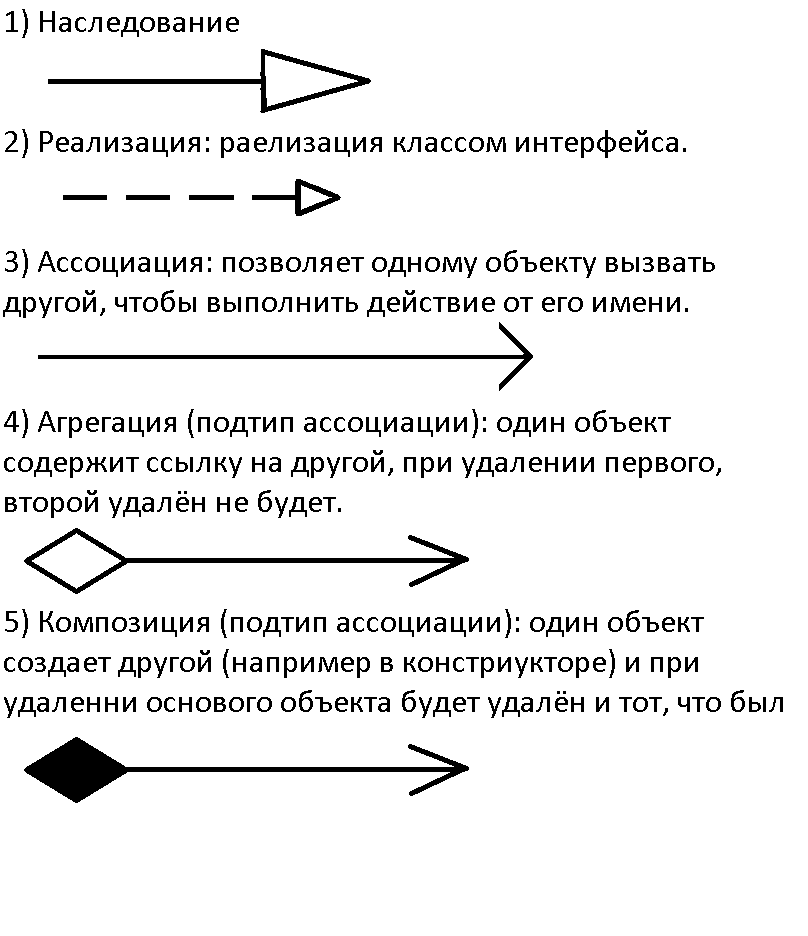 1) Наследование
2) Реализация: раелизация классом интерфейса.
3) Ассоциация: позволяет одному объекту вызвать
другой, чтобы выполнить действие от его имени.
4) Агрегация (подтип ассоциации): один объект
содержит ссылку на другой, при удалении первого,
второй удалён не будет.
5) Композиция (подтип ассоциации): один объект
создает другой (например в констриукторе) и при
удаленни основого объекта будет удалён и тот, что был